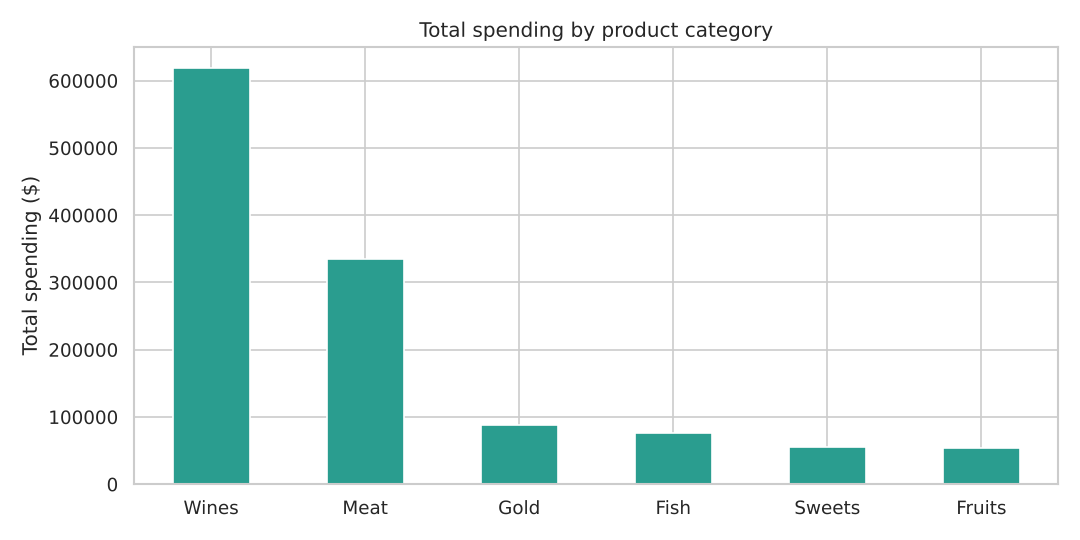 Total spending by product category
Total spending ($)
600000
500000
400000
300000
200000
100000
0
Wines Meat Gold Fish Sweets Fruits